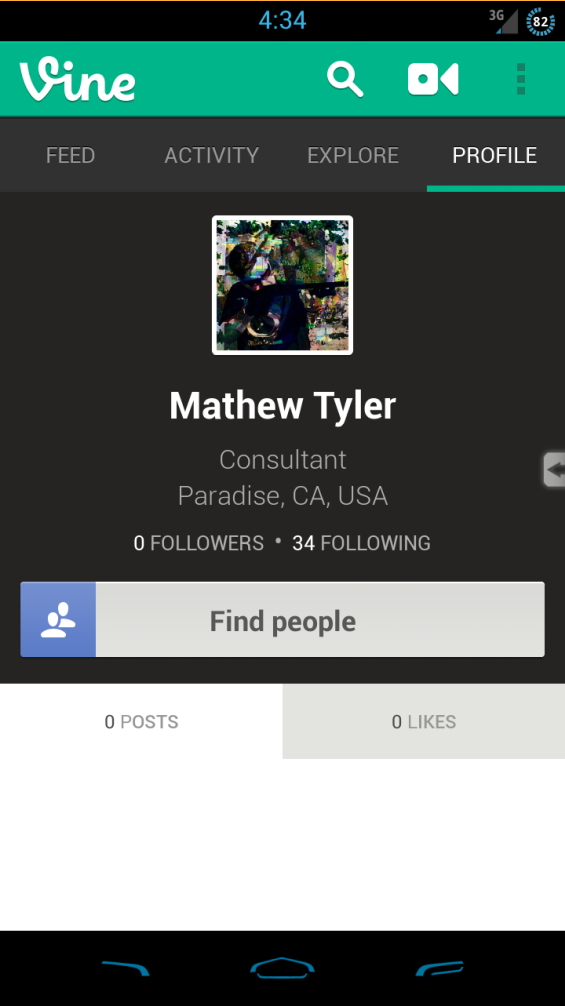 4:34
3G
82
Vine
FEED ACTIVITY EXPLORE PROFILE
Mathew Tyler
Consultant
Paradise, CA, USA
0 FOLLOWERS • 34 FOLLOWING
Find people
0 POSTS
0 LIKES